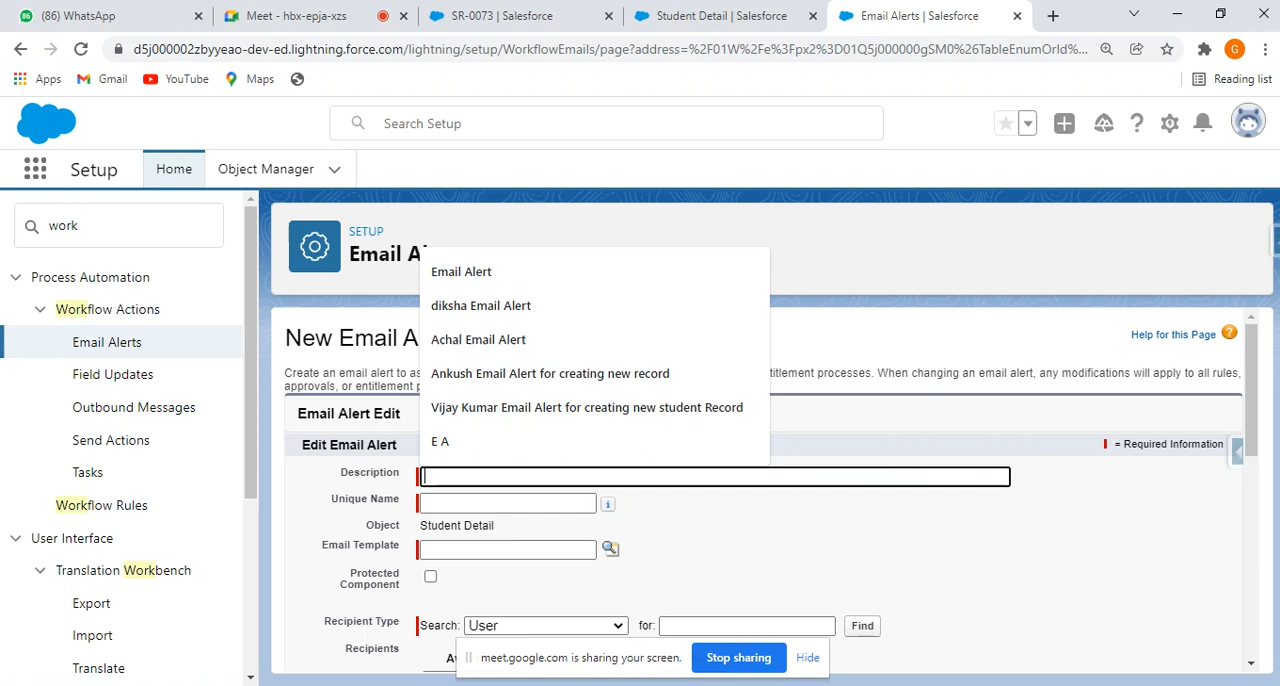 (86) WhatsApp
Meet - hbx-epja-xzs
SR-0073 | Salesforce
Student Detail | Salesforce
Email Alerts | Salesforce
d5j000002zbyyeao-dev-ed.lightning.force.com/lightning/setup/WorkflowEmails/page?address=%2F01W%2Fe%3Fpx2%3D01Q5j000000gSM0%26TableEnumOrId%...
G
Apps
Gmail
YouTube
Maps
Reading list
Search Setup
Setup
Home
Object Manager
work
SETUP
Email Al
Process Automation
Workflow Actions
Email Alerts
Field Updates
Outbound Messages
Send Actions
Tasks
Workflow Rules
User Interface
Translation Workbench
Export
Import
Translate
Email Alert
diksha Email Alert
Achal Email Alert
Ankush Email Alert for creating new record
Vijay Kumar Email Alert for creating new student Record
E A
New Email A
Help for this Page
Create an email alert to as
titlement processes. When changing an email alert, any modifications will apply to all rules,
approvals, or entitlement p
Email Alert Edit
Edit Email Alert
= Required Information
Description
Unique Name
Object Student Detail
Email Template
Protected
Component
Recipient Type Search: User for: Find
Recipients
meet.google.com is sharing your screen. Stop sharing Hide